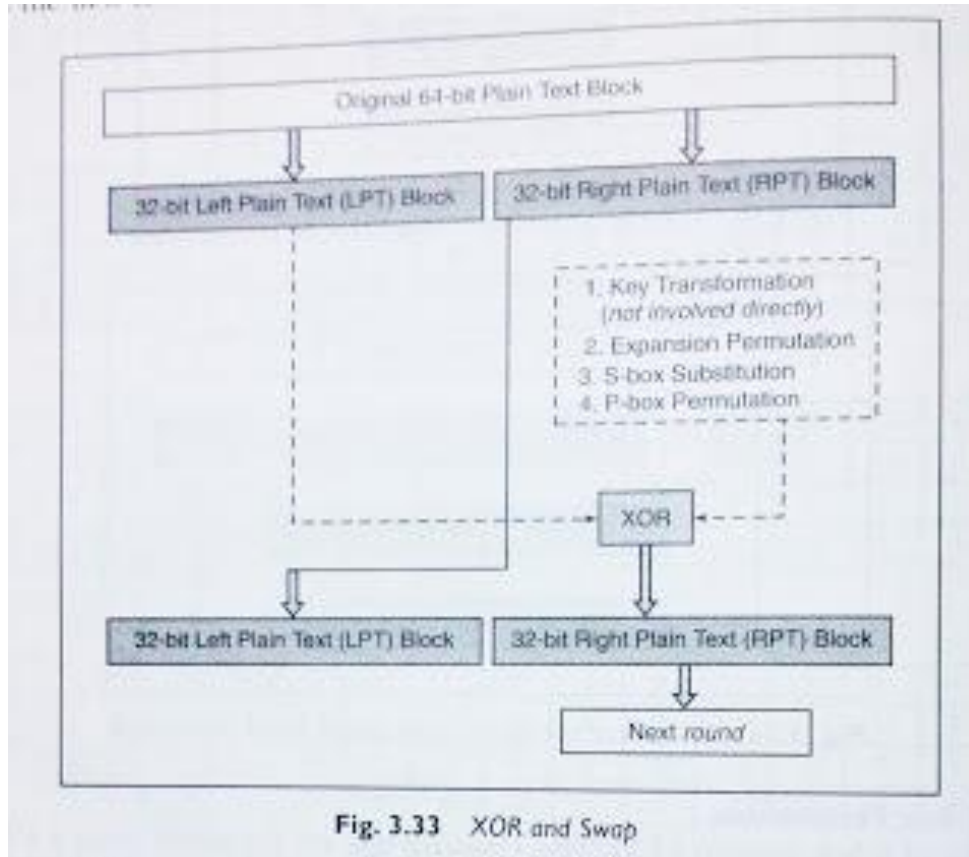 Original 64-bit Plain Text Block
32-bit Left Plain Text (LPT) Block
32-bit Right Plain Text (RPT) Block
1. Key Transformation
(not involved directly)
2. Expansion Permutation
3. S-box Substitution
4. P-box Permutation
XOR
32-bit Left Plain Text (LPT) Block
32-bit Right Plain Text (RPT) Block
Next round
Fig. 3.33 XOR and Swap